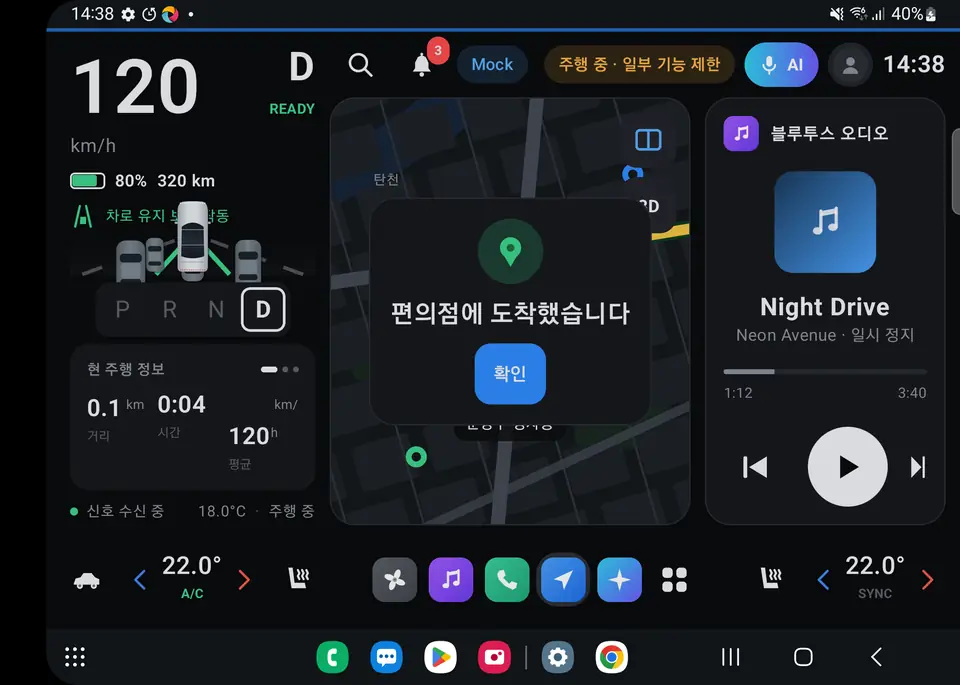 14:38
40%
120
D
READY
km/h
80% 320 km
차로 유지
P R N D
현 주행 정보
0.1 km
거리
0:04
시간
km/
120 h
평균
신호 수신 중
18.0°C · 주행 중
3
Mock
주행 중 · 일부 기능 제한
AI
14:38
탄천
편의점에 도착했습니다
확인
블루투스 오디오
Night Drive
Neon Avenue · 일시 정지
1:12
3:40
22.0°
A/C
22.0°
SYNC